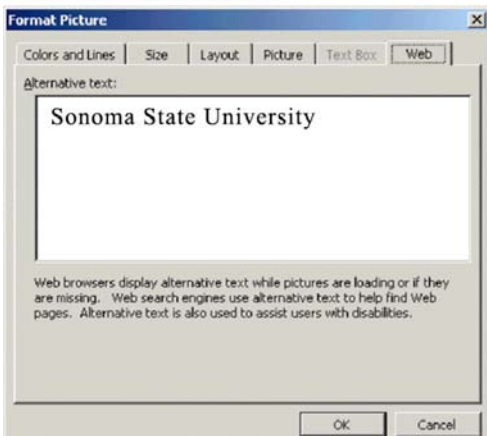 Format Picture
Colors and Lines Size Layout Picture Text Box Web
Alternative text:
Sonoma State University
Web browsers display alternative text while pictures are loading or if they
are missing. Web search engines use alternative text to help find Web
pages. Alternative text is also used to assist users with disabilities.
OK Cancel